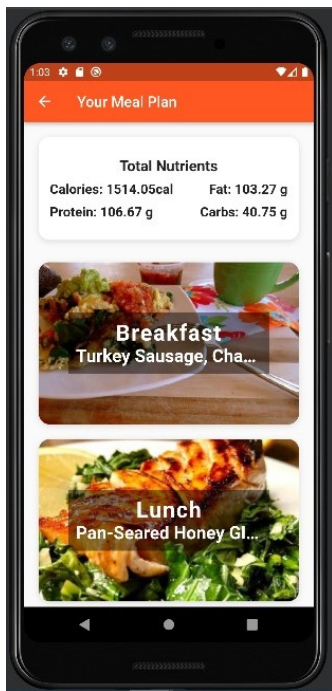 1:03
Your Meal Plan
Total Nutrients
Calories: 1514.05cal Fat: 103.27 g
Protein: 106.67 g Carbs: 40.75 g
Breakfast
Turkey Sausage, Cha...
Lunch
Pan-Seared Honey Gl...